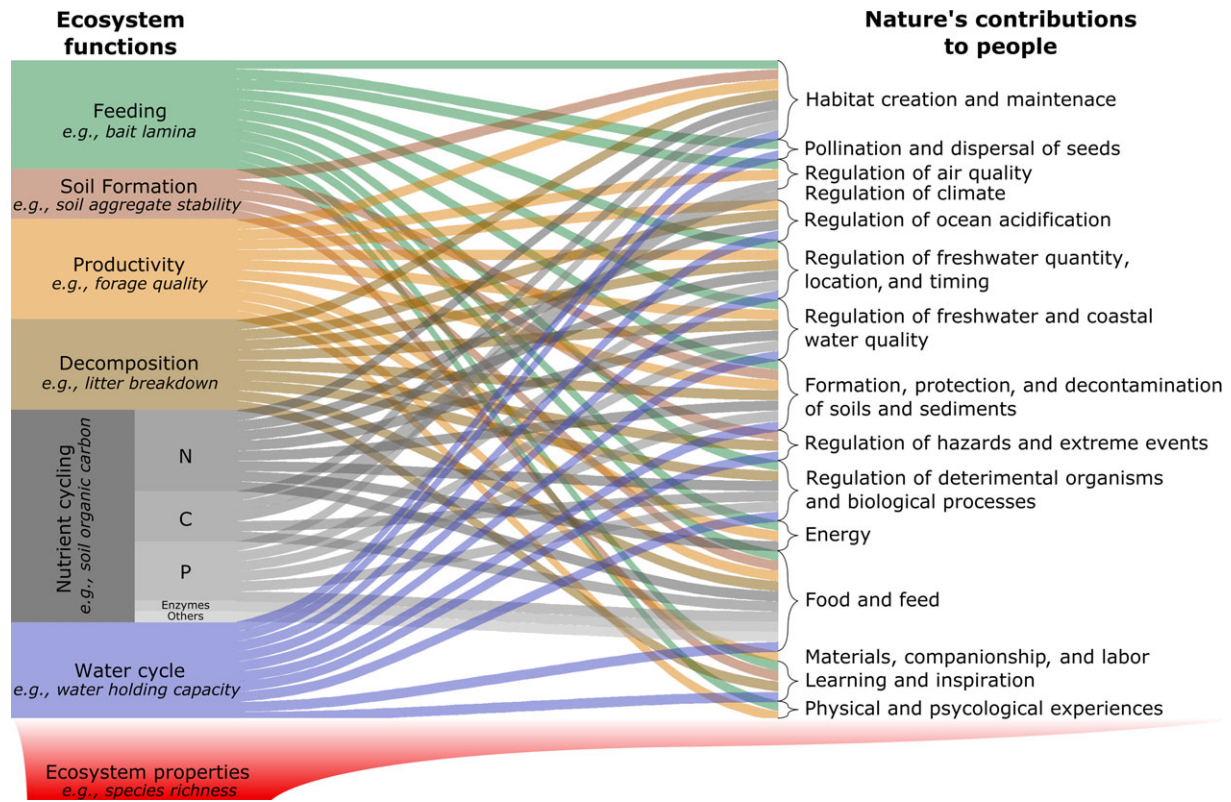 Ecosystem
functions
Nature's contributions
to people
Feeding
e.g., bait lamina
Soil Formation
e.g., soil aggregate stability
Productivity
e.g., forage quality
Decomposition
e.g., litter breakdown
Nutrient cycling
e.g., soil organic carbon
N
C
P
Enzymes
Others
Water cycle
e.g., water holding capacity
Ecosystem properties
e.g., species richness
Habitat creation and maintenace
Pollination and dispersal of seeds
Regulation of air quality
Regulation of climate
Regulation of ocean acidification
Regulation of freshwater quantity,
location, and timing
Regulation of freshwater and coastal
water quality
Formation, protection, and decontamination
of soils and sediments
Regulation of hazards and extreme events
Regulation of deterimental organisms
and biological processes
Energy
Food and feed
Materials, companionship, and labor
Learning and inspiration
Physical and psycological experiences